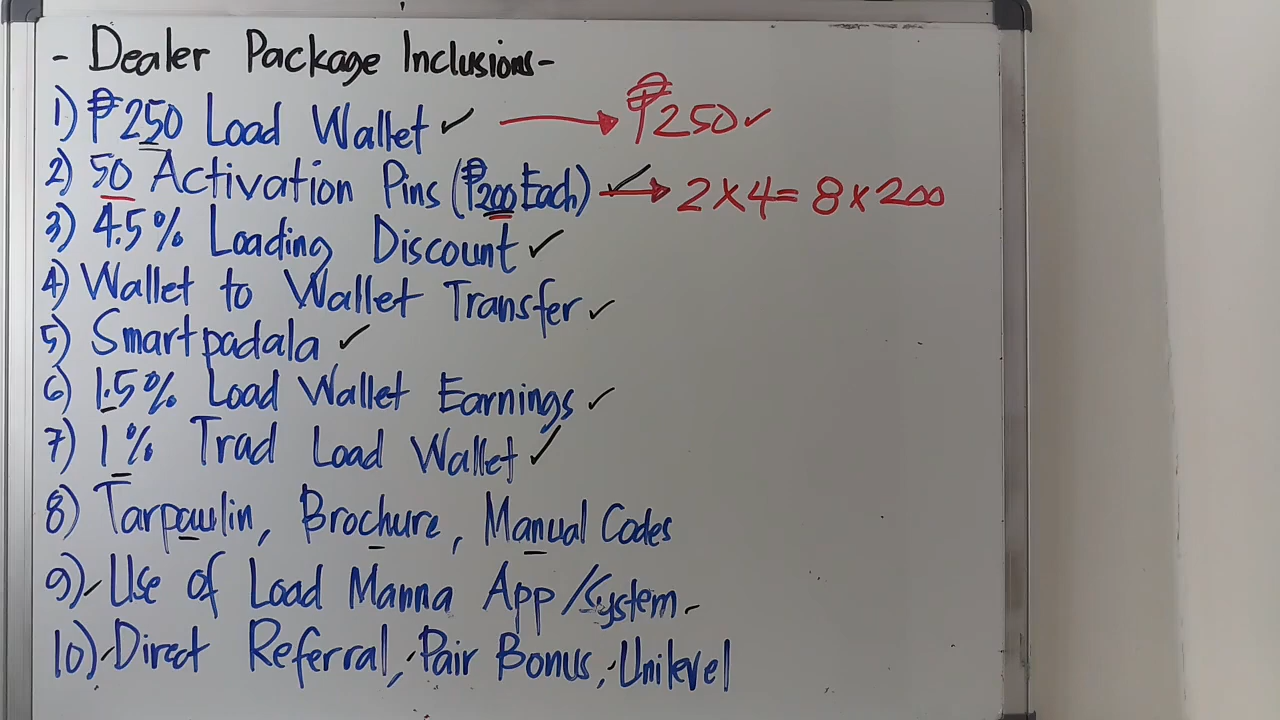 - Dealer Package Inclusions -
1) ₱250 Load Wallet ✓ → ₱250 ✓
2) 50 Activation Pins (₱200 Each) ✓ → 2 x 4 = 8 x 200
3) 4.5% Loading Discount ✓
4) Wallet to Wallet Transfer ✓
5) Smartpadala ✓
6) 1.5% Load Wallet Earnings ✓
7) 1% Trad Load Wallet ✓
8) Tarpaulin, Brochure, Manual Codes
9) Use of Load Manna App/System
10) Direct Referral, Pair Bonus, Unilevel